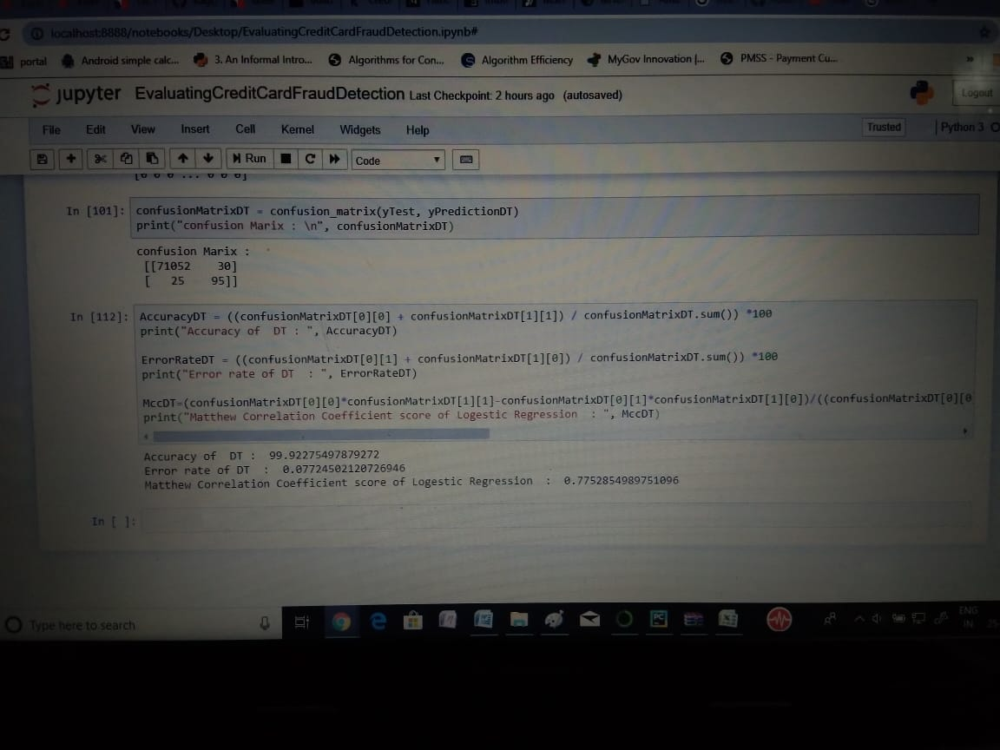 localhost:8888/notebooks/Desktop/EvaluatingCreditCardFraudDetection.ipynb#
portal Android simple calc... 3. An Informal Intro... Algorithms for Con... Algorithm Efficiency MyGov Innovation |... PMSS - Payment Cu... »
jupyter EvaluatingCreditCardFraudDetection Last Checkpoint: 2 hours ago (autosaved) Logout
File Edit View Insert Cell Kernel Widgets Help Trusted Python 3
Run Code
[0 0 0 ... 0 0 0]
In [101]: confusionMatrixDT = confusion_matrix(yTest, yPredictionDT)
print("confusion Marix : \n", confusionMatrixDT)
confusion Marix :
[[71052 30]
[ 25 95]]
In [112]: AccuracyDT = ((confusionMatrixDT[0][0] + confusionMatrixDT[1][1]) / confusionMatrixDT.sum()) *100
print("Accuracy of DT : ", AccuracyDT)
ErrorRateDT = ((confusionMatrixDT[0][1] + confusionMatrixDT[1][0]) / confusionMatrixDT.sum()) *100
print("Error rate of DT : ", ErrorRateDT)
MccDT=(confusionMatrixDT[0][0]*confusionMatrixDT[1][1]-confusionMatrixDT[0][1]*confusionMatrixDT[1][0])/((confusionMatrixDT[0][0
print("Matthew Correlation Coefficient score of Logestic Regression : ", MccDT)
Accuracy of DT : 99.92275497879272
Error rate of DT : 0.07724502120726946
Matthew Correlation Coefficient score of Logestic Regression : 0.7752854989751096
In [ ]:
Type here to search
ENG
IN